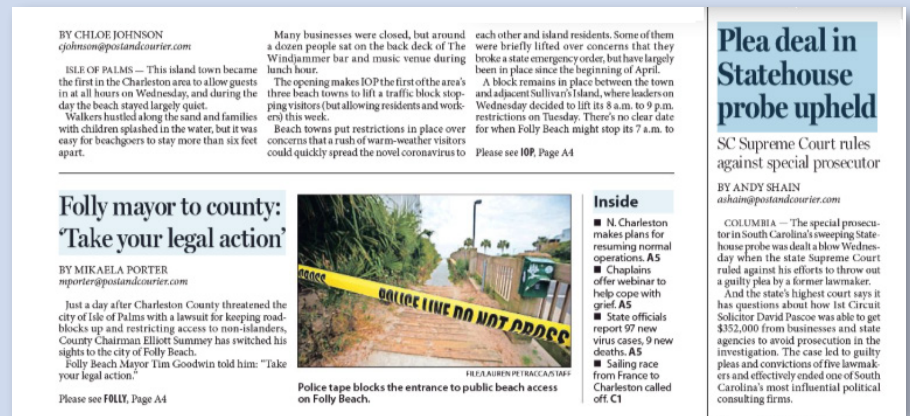 BY CHLOE JOHNSON
cjohnson@postandcourier.com
ISLE OF PALMS — This island town became
the first in the Charleston area to allow guests
in at all hours on Wednesday, and during the
day the beach stayed largely quiet.
Walkers hustled along the sand and families
with children splashed in the water, but it was
easy for beachgoers to stay more than six feet
apart.
Many businesses were closed, but around
a dozen people sat on the back deck of The
Windjammer bar and music venue during
lunch hour.
The opening makes IOP the first of the area's
three beach towns to lift a traffic block stop-
ping visitors (but allowing residents and work-
ers) this week.
Beach towns put restrictions in place over
concerns that a rush of warm-weather visitors
could quickly spread the novel coronavirus to
each other and island residents. Some of them
were briefly lifted over concerns that they
broke a state emergency order, but have largely
been in place since the beginning of April.
A block remains in place between the town
and adjacent Sullivan's Island, where leaders on
Wednesday decided to lift its 8 a.m. to 9 p.m.
restrictions on Tuesday. There's no clear date
for when Folly Beach might stop its 7 a.m. to
Please see IOP, Page A4
Folly mayor to county:
‘Take your legal action’
BY MIKAELA PORTER
mporter@postandcourier.com
Just a day after Charleston County threatened the
city of Isle of Palms with a lawsuit for keeping road-
blocks up and restricting access to non-islanders,
County Chairman Elliott Summey has switched his
sights to the city of Folly Beach.
Folly Beach Mayor Tim Goodwin told him: “Take
your legal action.”
Please see FOLLY, Page A4
CROSS
POLICE LINE DO NOT CROSS
FILE/LAUREN PETRACCA/STAFF
Police tape blocks the entrance to public beach access
on Folly Beach.
Inside
■ N. Charleston
makes plans for
resuming normal
operations. A5
■ Chaplains
offer webinar to
help cope with
grief. A5
■ State officials
report 97 new
virus cases, 9 new
deaths. A5
■ Sailing race
from France to
Charleston called
off. C1
Plea deal in
Statehouse
probe upheld
SC Supreme Court rules
against special prosecutor
BY ANDY SHAIN
ashain@postandcourier.com
COLUMBIA — The special prosecu-
tor in South Carolina's sweeping State-
house probe was dealt a blow Wednes-
day when the state Supreme Court
ruled against his efforts to throw out
a guilty plea by a former lawmaker.
And the state's highest court says it
has questions about how 1st Circuit
Solicitor David Pascoe was able to get
$352,000 from businesses and state
agencies to avoid prosecution in the
investigation. The case led to guilty
pleas and convictions of five lawmak-
ers and effectively ended one of South
Carolina's most influential political
consulting firms.